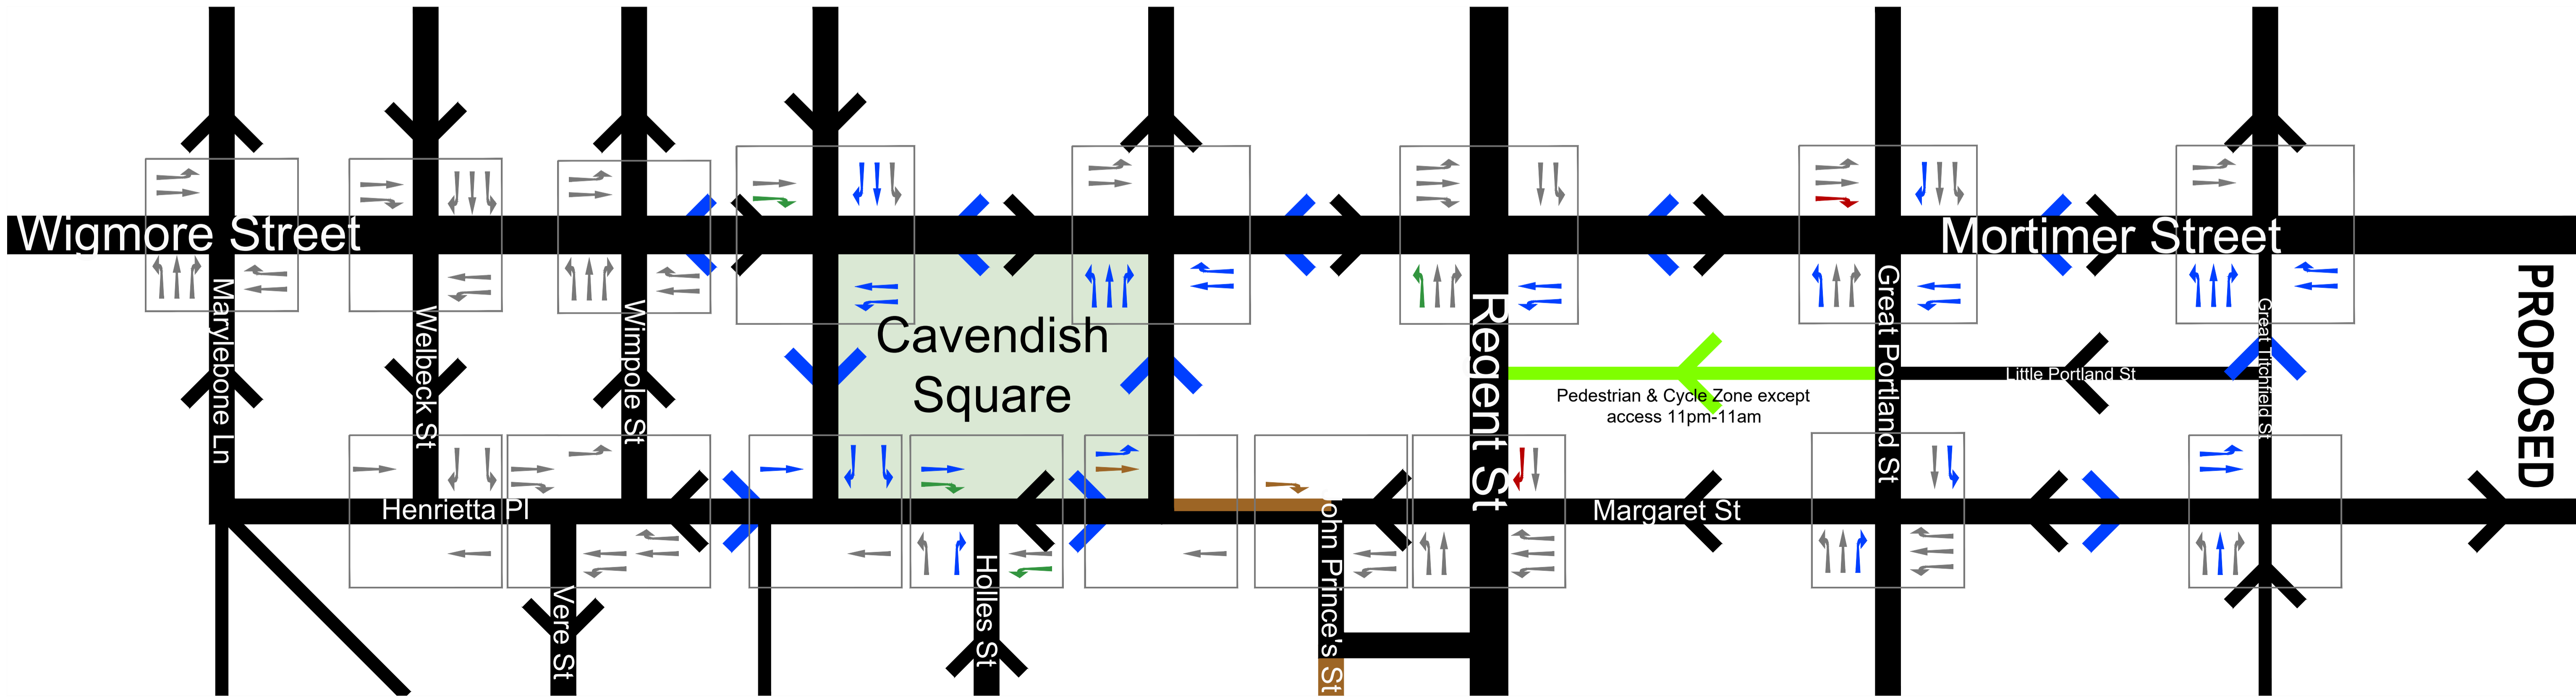 Wigmore Street
Mortimer Street
Marylebone Ln
Welbeck St
Wimpole St
Cavendish
Square
Regent St
Great Portland St
Great Titchfield St
PROPOSED
Little Portland St
Pedestrian & Cycle Zone except
access 11pm-11am
Henrietta Pl
Margaret St
Vere St
Holles St
John Prince's St